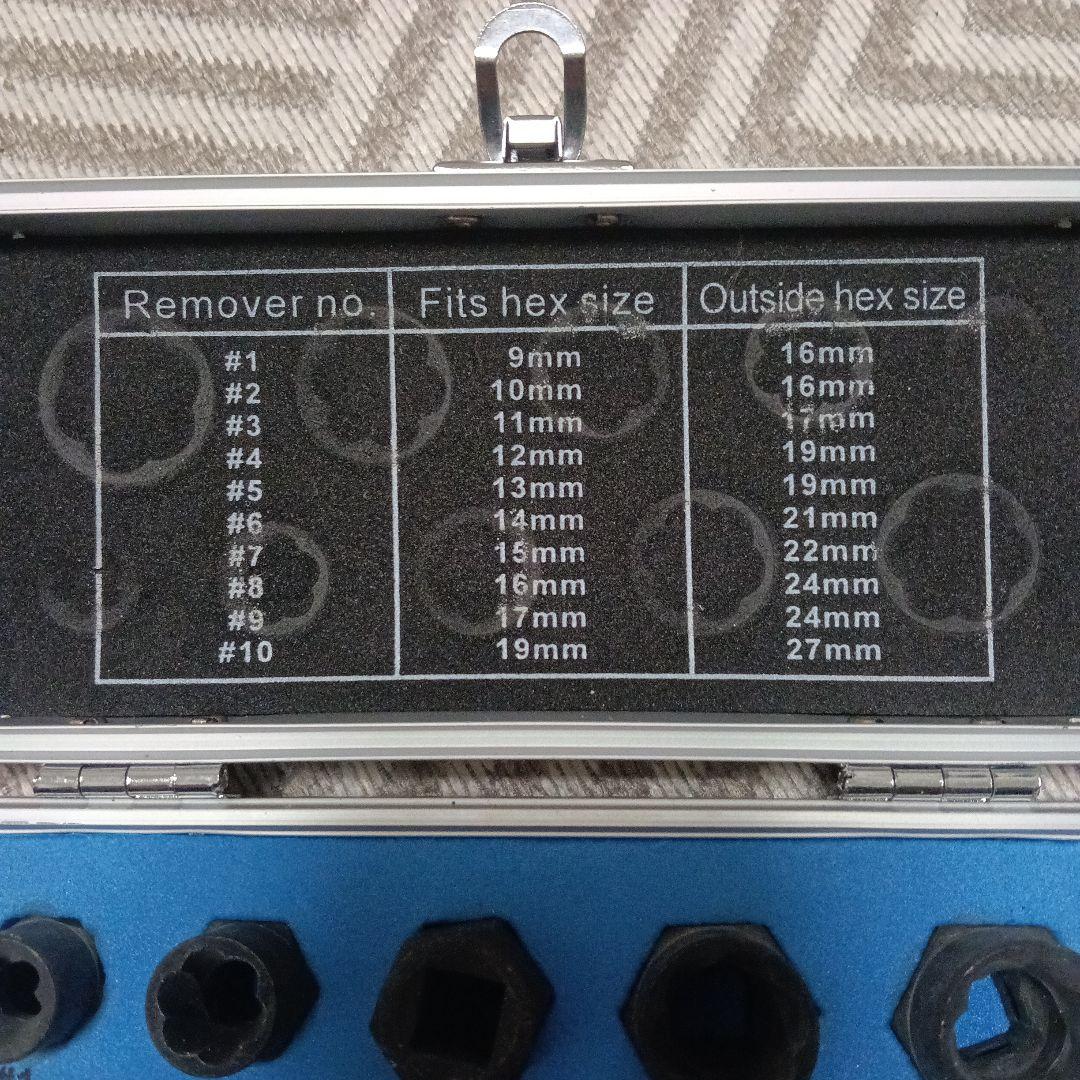 Remover no. Fits hex size Outside hex size
#1 9mm 16mm
#2 10mm 16mm
#3 11mm 17mm
#4 12mm 19mm
#5 13mm 19mm
#6 14mm 21mm
#7 15mm 22mm
#8 16mm 24mm
#9 17mm 24mm
#10 19mm 27mm